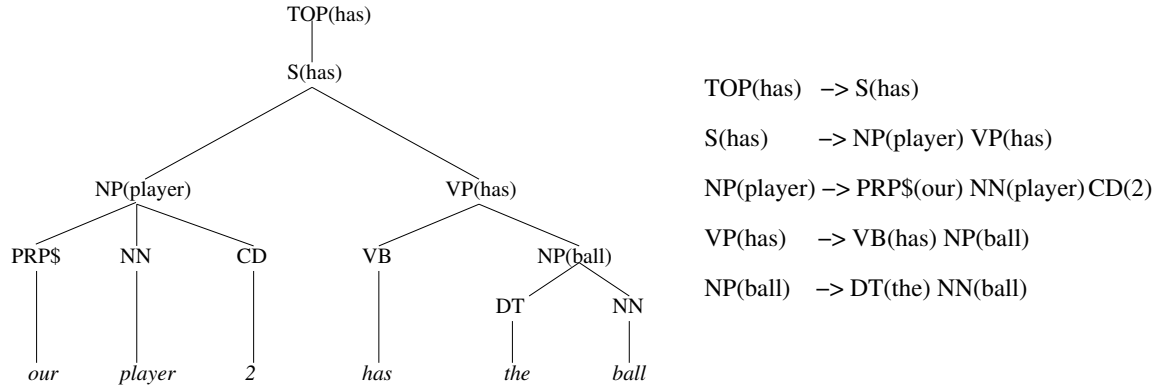 TOP(has)
S(has)
NP(player) VP(has)
PRP$ NN CD VB NP(ball)
DT NN
our player 2 has the ball
TOP(has) −> S(has)
S(has) −> NP(player) VP(has)
NP(player) −> PRP$(our) NN(player) CD(2)
VP(has) −> VB(has) NP(ball)
NP(ball) −> DT(the) NN(ball)